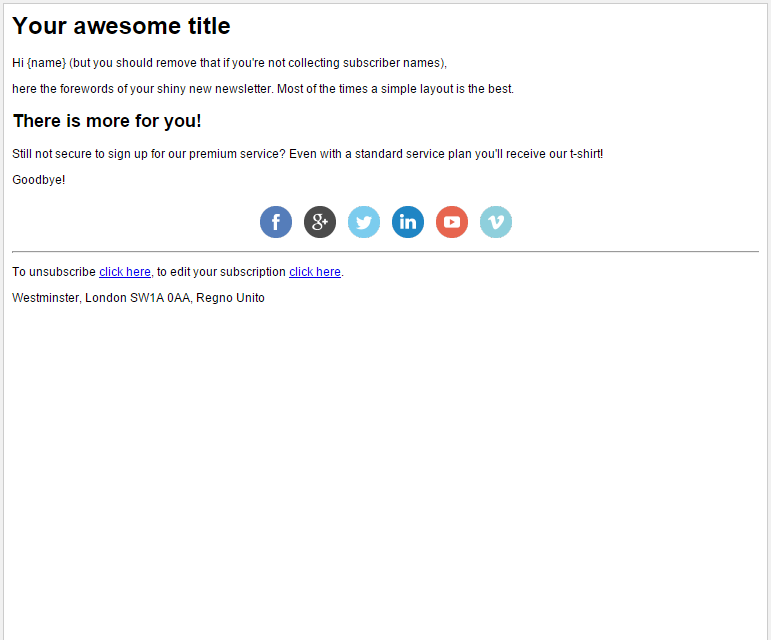 Your awesome title
Hi {name} (but you should remove that if you're not collecting subscriber names),
here the forewords of your shiny new newsletter. Most of the times a simple layout is the best.
There is more for you!
Still not secure to sign up for our premium service? Even with a standard service plan you'll receive our t-shirt!
Goodbye!
f g+ in v
To unsubscribe click here, to edit your subscription click here.
Westminster, London SW1A 0AA, Regno Unito